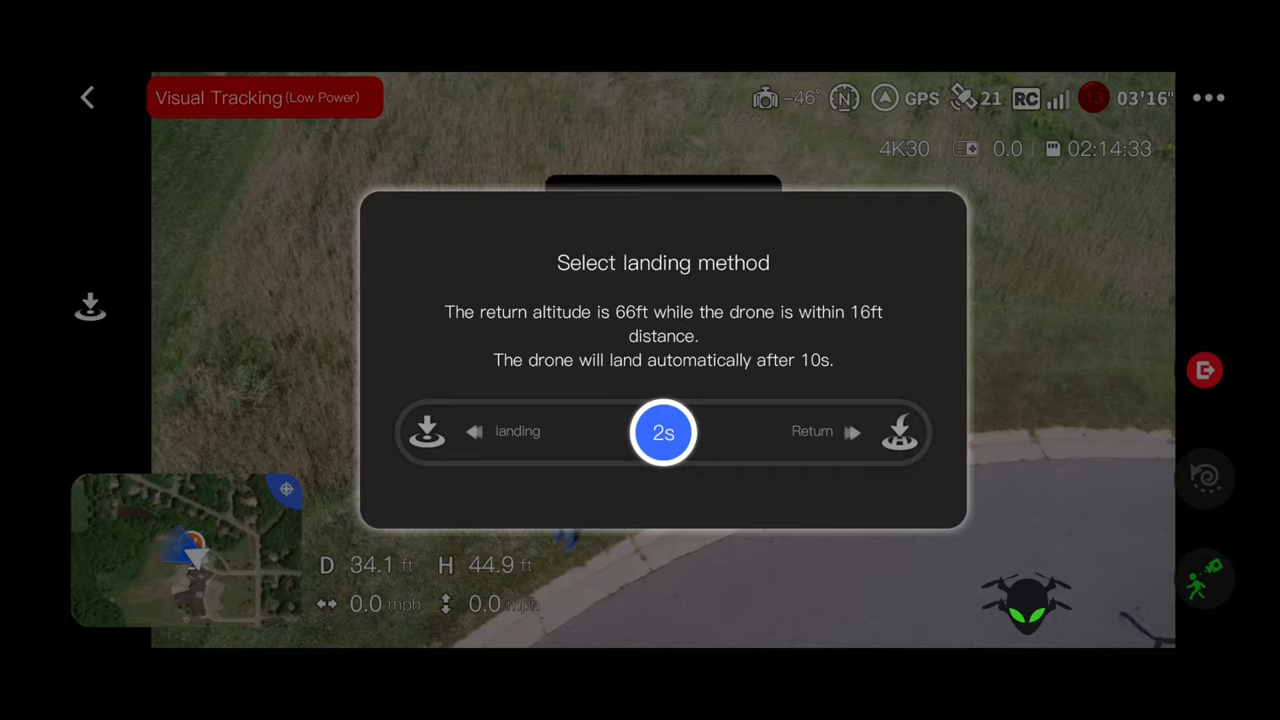 Visual Tracking (Low Power)
-46° N GPS 21 RC 13 03'16"
4K30 0.0 02:14:33
Select landing method
The return altitude is 66ft while the drone is within 16ft
distance.
The drone will land automatically after 10s.
landing 2s Return
D 34.1 ft H 44.9 ft
0.0 mph 0.0 mph